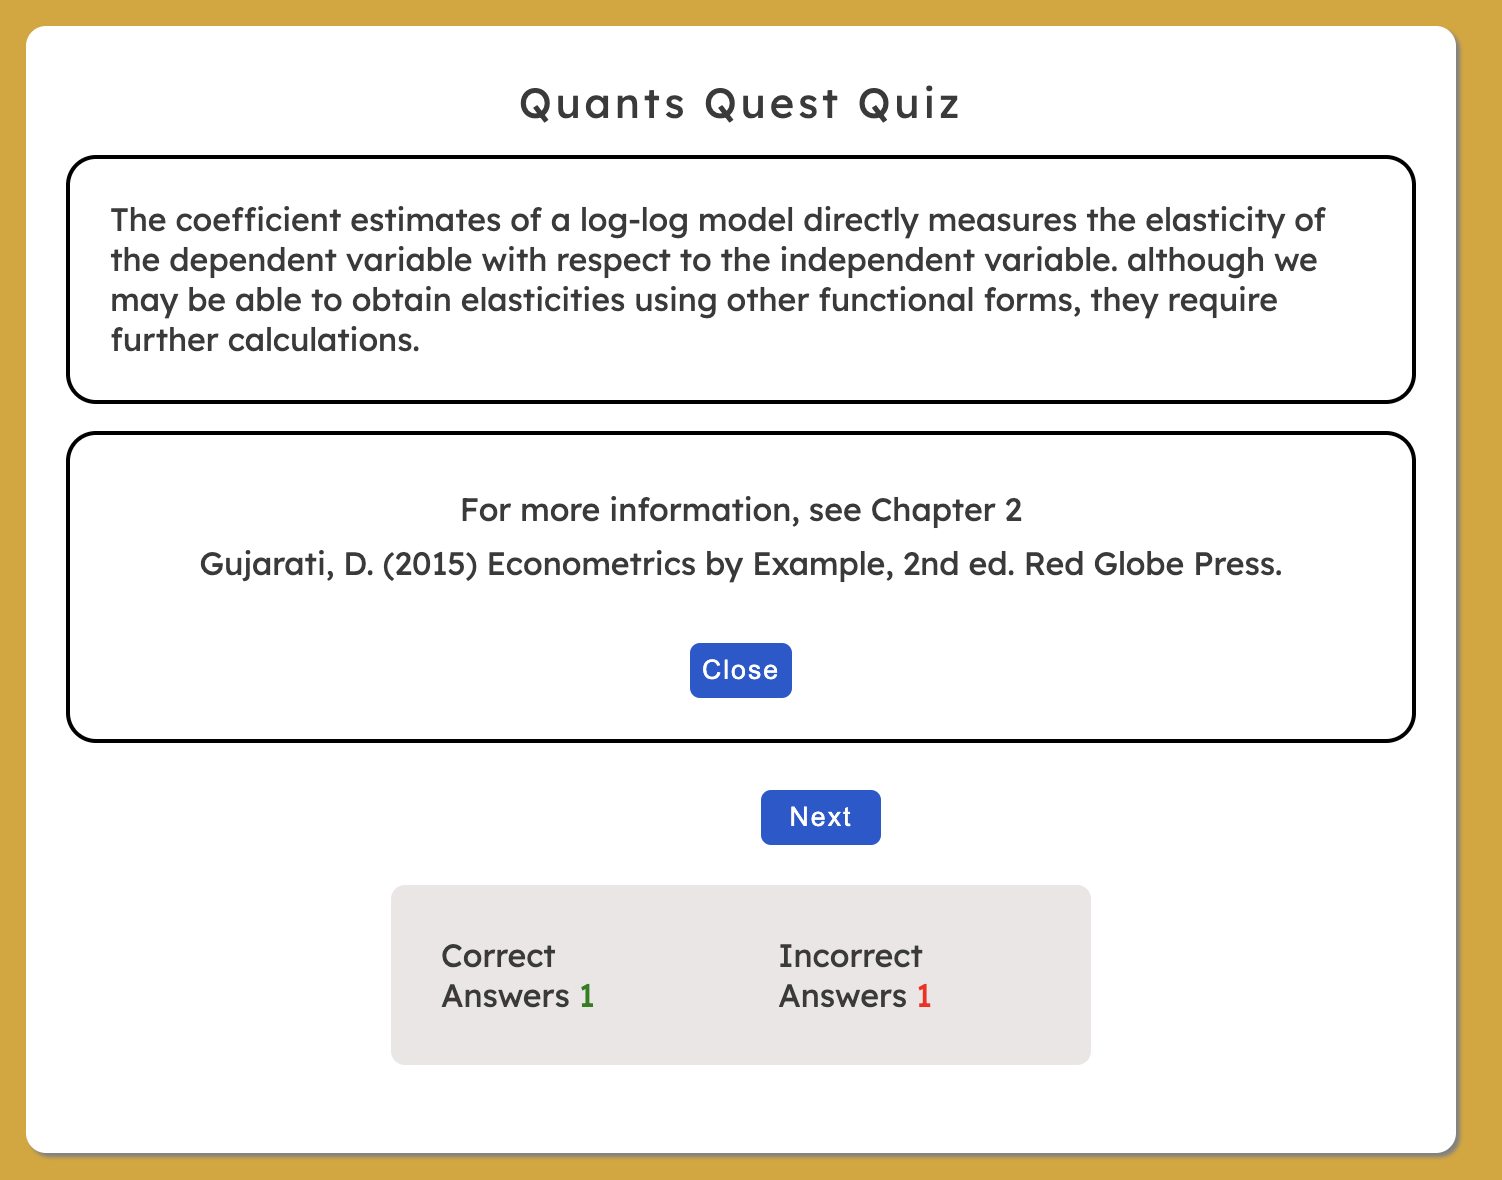 Quants Quest Quiz
The coefficient estimates of a log-log model directly measures the elasticity of
the dependent variable with respect to the independent variable. although we
may be able to obtain elasticities using other functional forms, they require
further calculations.
For more information, see Chapter 2
Gujarati, D. (2015) Econometrics by Example, 2nd ed. Red Globe Press.
Close
Next
Correct
Answers 1
Incorrect
Answers 1